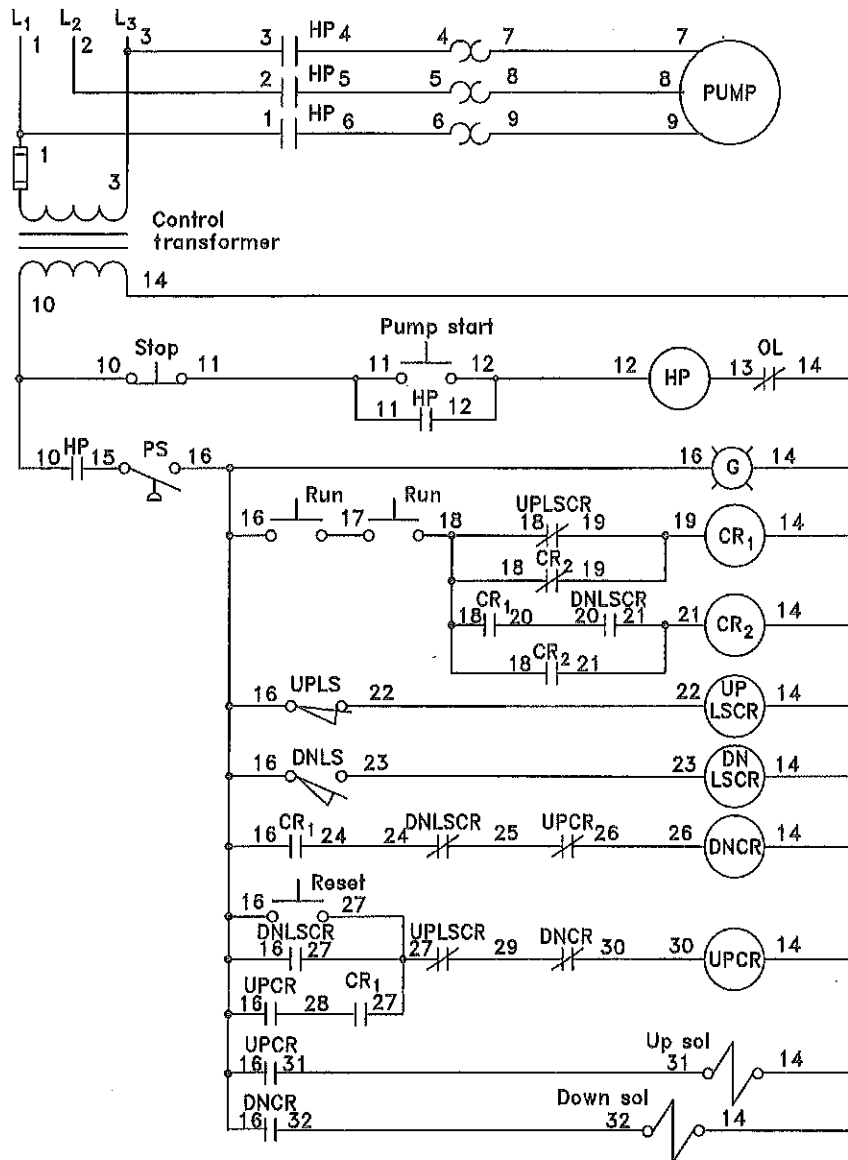 L1 L2 L3
1 2 3 3 HP 4 4 7 7
2 HP 5 5 8 8 PUMP
1 HP 6 6 9 9
1 3
Control
transformer
10 14
Pump start
Stop OL
10 11 11 12 12 HP 13 14
HP
11 12
HP PS
10 15 16 16 G 14
Run Run UPLSCR
16 17 18 18 19 19 CR1 14
CR2
18 19
CR1 DNLSCR
18 20 20 21 21 CR2 14
CR2
18 21
UPLS
16 22 22 UP LSCR 14
DNLS
16 23 23 DN LSCR 14
CR1 DNLSCR UPCR
16 24 24 25 26 26 DNCR 14
Reset
16 27
DNLSCR UPLSCR DNCR
16 27 27 29 30 30 UPCR 14
UPCR CR1
16 28 27
UPCR Up sol
16 31 31 14
DNCR Down sol
16 32 32 14